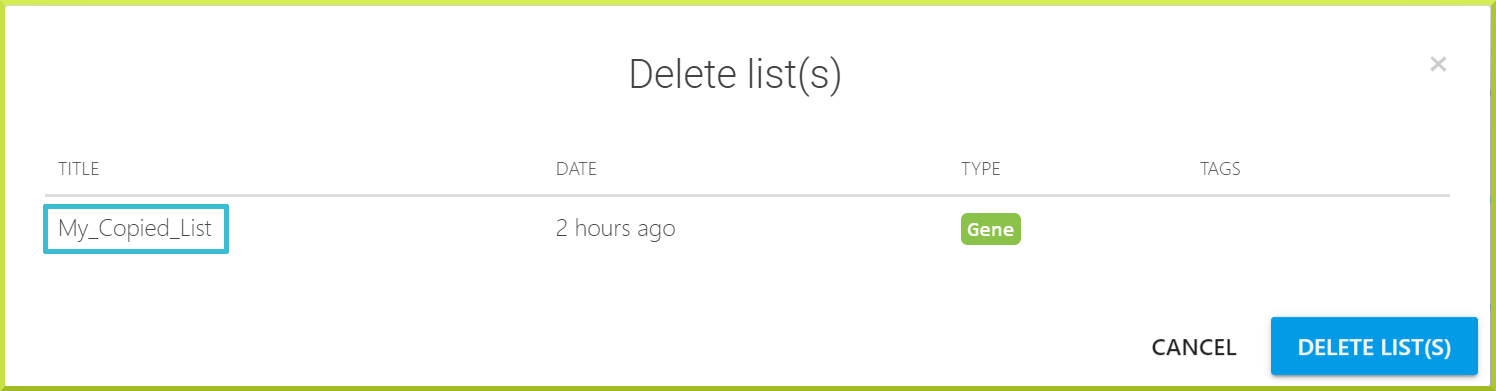 Delete list(s)
×
TITLE DATE TYPE TAGS
My_Copied_List 2 hours ago Gene
CANCEL DELETE LIST(S)